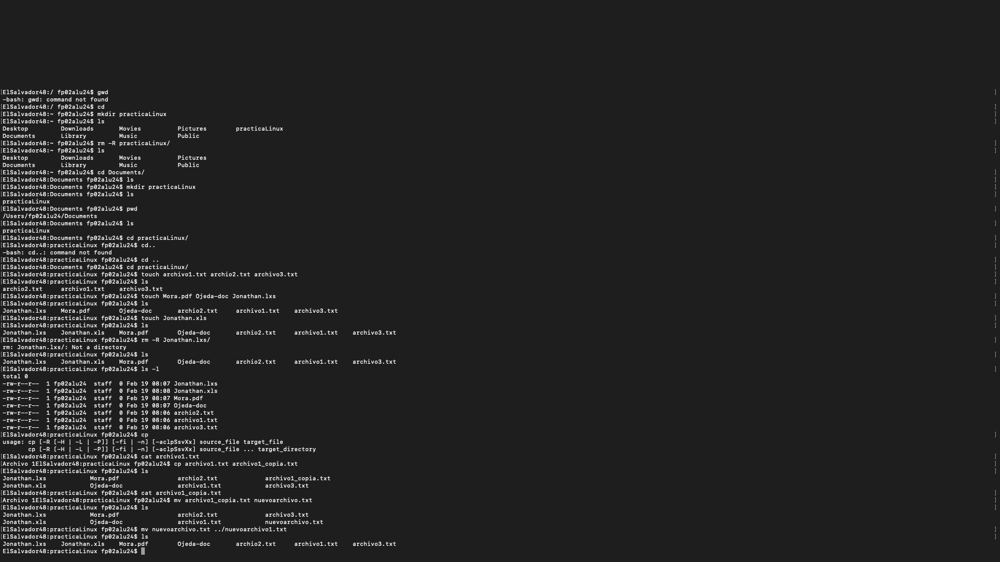 [ElSalvador48:/ fp02alu24$ gwd ]
-bash: gwd: command not found
[ElSalvador48:/ fp02alu24$ cd ]
[ElSalvador48:~ fp02alu24$ mkdir practicaLinux ]
[ElSalvador48:~ fp02alu24$ ls ]
Desktop Downloads Movies Pictures practicaLinux
Documents Library Music Public
[ElSalvador48:~ fp02alu24$ rm -R practicaLinux/ ]
[ElSalvador48:~ fp02alu24$ ls ]
Desktop Downloads Movies Pictures
Documents Library Music Public
[ElSalvador48:~ fp02alu24$ cd Documents/ ]
[ElSalvador48:Documents fp02alu24$ ls ]
[ElSalvador48:Documents fp02alu24$ mkdir practicaLinux ]
[ElSalvador48:Documents fp02alu24$ ls ]
practicaLinux
[ElSalvador48:Documents fp02alu24$ pwd ]
/Users/fp02alu24/Documents
[ElSalvador48:Documents fp02alu24$ ls ]
practicaLinux
[ElSalvador48:Documents fp02alu24$ cd practicaLinux/ ]
[ElSalvador48:practicaLinux fp02alu24$ cd.. ]
-bash: cd..: command not found
[ElSalvador48:practicaLinux fp02alu24$ cd .. ]
[ElSalvador48:Documents fp02alu24$ cd practicaLinux/ ]
[ElSalvador48:practicaLinux fp02alu24$ touch archivo1.txt archio2.txt archivo3.txt ]
[ElSalvador48:practicaLinux fp02alu24$ ls ]
archio2.txt archivo1.txt archivo3.txt
[ElSalvador48:practicaLinux fp02alu24$ touch Mora.pdf Ojeda-doc Jonathan.lxs ]
[ElSalvador48:practicaLinux fp02alu24$ ls ]
Jonathan.lxs Mora.pdf Ojeda-doc archio2.txt archivo1.txt archivo3.txt
[ElSalvador48:practicaLinux fp02alu24$ touch Jonathan.xls ]
[ElSalvador48:practicaLinux fp02alu24$ ls ]
Jonathan.lxs Jonathan.xls Mora.pdf Ojeda-doc archio2.txt archivo1.txt archivo3.txt
[ElSalvador48:practicaLinux fp02alu24$ rm -R Jonathan.lxs/ ]
rm: Jonathan.lxs/: Not a directory
[ElSalvador48:practicaLinux fp02alu24$ ls ]
Jonathan.lxs Jonathan.xls Mora.pdf Ojeda-doc archio2.txt archivo1.txt archivo3.txt
[ElSalvador48:practicaLinux fp02alu24$ ls -l ]
total 0
-rw-r--r-- 1 fp02alu24 staff 0 Feb 19 08:07 Jonathan.lxs
-rw-r--r-- 1 fp02alu24 staff 0 Feb 19 08:08 Jonathan.xls
-rw-r--r-- 1 fp02alu24 staff 0 Feb 19 08:07 Mora.pdf
-rw-r--r-- 1 fp02alu24 staff 0 Feb 19 08:07 Ojeda-doc
-rw-r--r-- 1 fp02alu24 staff 0 Feb 19 08:06 archio2.txt
-rw-r--r-- 1 fp02alu24 staff 0 Feb 19 08:06 archivo1.txt
-rw-r--r-- 1 fp02alu24 staff 0 Feb 19 08:06 archivo3.txt
[ElSalvador48:practicaLinux fp02alu24$ cp ]
usage: cp [-R [-H | -L | -P]] [-fi | -n] [-aclpSsvXx] source_file target_file
cp [-R [-H | -L | -P]] [-fi | -n] [-aclpSsvXx] source_file ... target_directory
[ElSalvador48:practicaLinux fp02alu24$ cat archivo1.txt ]
[Archivo 1ElSalvador48:practicaLinux fp02alu24$ cp archivo1.txt archivo1_copia.txt ]
[ElSalvador48:practicaLinux fp02alu24$ ls ]
Jonathan.lxs Mora.pdf archio2.txt archivo1_copia.txt
Jonathan.xls Ojeda-doc archivo1.txt archivo3.txt
[ElSalvador48:practicaLinux fp02alu24$ cat archivo1_copia.txt ]
[Archivo 1ElSalvador48:practicaLinux fp02alu24$ mv archivo1_copia.txt nuevoarchivo.txt ]
[ElSalvador48:practicaLinux fp02alu24$ ls ]
Jonathan.lxs Mora.pdf archio2.txt archivo3.txt
Jonathan.xls Ojeda-doc archivo1.txt nuevoarchivo.txt
[ElSalvador48:practicaLinux fp02alu24$ mv nuevoarchivo.txt ../nuevoarchivo1.txt ]
[ElSalvador48:practicaLinux fp02alu24$ ls ]
Jonathan.lxs Jonathan.xls Mora.pdf Ojeda-doc archio2.txt archivo1.txt archivo3.txt
ElSalvador48:practicaLinux fp02alu24$